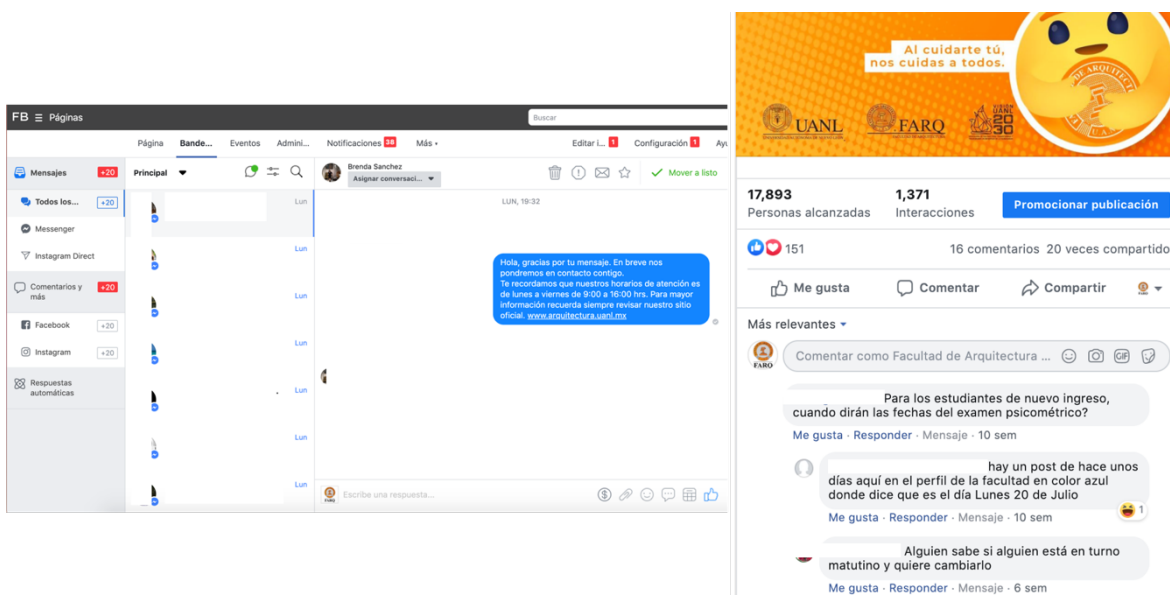 FB Páginas
Buscar
Página Bande... Eventos Admini... Notificaciones 38 Más
Editar i... 1 Configuración 1 Ayu
Mensajes +20
Todos los... +20
Messenger
Instagram Direct
Comentarios y
más
+20
Facebook +20
Instagram +20
Respuestas
automáticas
Principal
Lun
Lun
Lun
Lun
Lun
Lun
Lun
Brenda Sanchez
Asignar conversaci...
Mover a listo
LUN, 19:32
Hola, gracias por tu mensaje. En breve nos
pondremos en contacto contigo.
Te recordamos que nuestros horarios de atención es
de lunes a viernes de 9:00 a 16:00 hrs. Para mayor
información recuerda siempre revisar nuestro sitio
oficial. www.arquitectura.uanl.mx
FARQ
Escribe una respuesta...
Al cuidarte tú,
nos cuidas a todos.
DE ARQUITECTU
UANL
FARQ
VISIÓN
UANL
20
30
17,893
Personas alcanzadas
1,371
Interacciones
Promocionar publicación
151
16 comentarios 20 veces compartido
Me gusta Comentar Compartir
Más relevantes
FARQ
Comentar como Facultad de Arquitectura ...
GIF
Para los estudiantes de nuevo ingreso,
cuando dirán las fechas del examen psicométrico?
Me gusta · Responder · Mensaje · 10 sem
hay un post de hace unos
días aquí en el perfil de la facultad en color azul
donde dice que es el día Lunes 20 de Julio
1
Me gusta · Responder · Mensaje · 10 sem
Alguien sabe si alguien está en turno
matutino y quiere cambiarlo
Me gusta · Responder · Mensaje · 6 sem